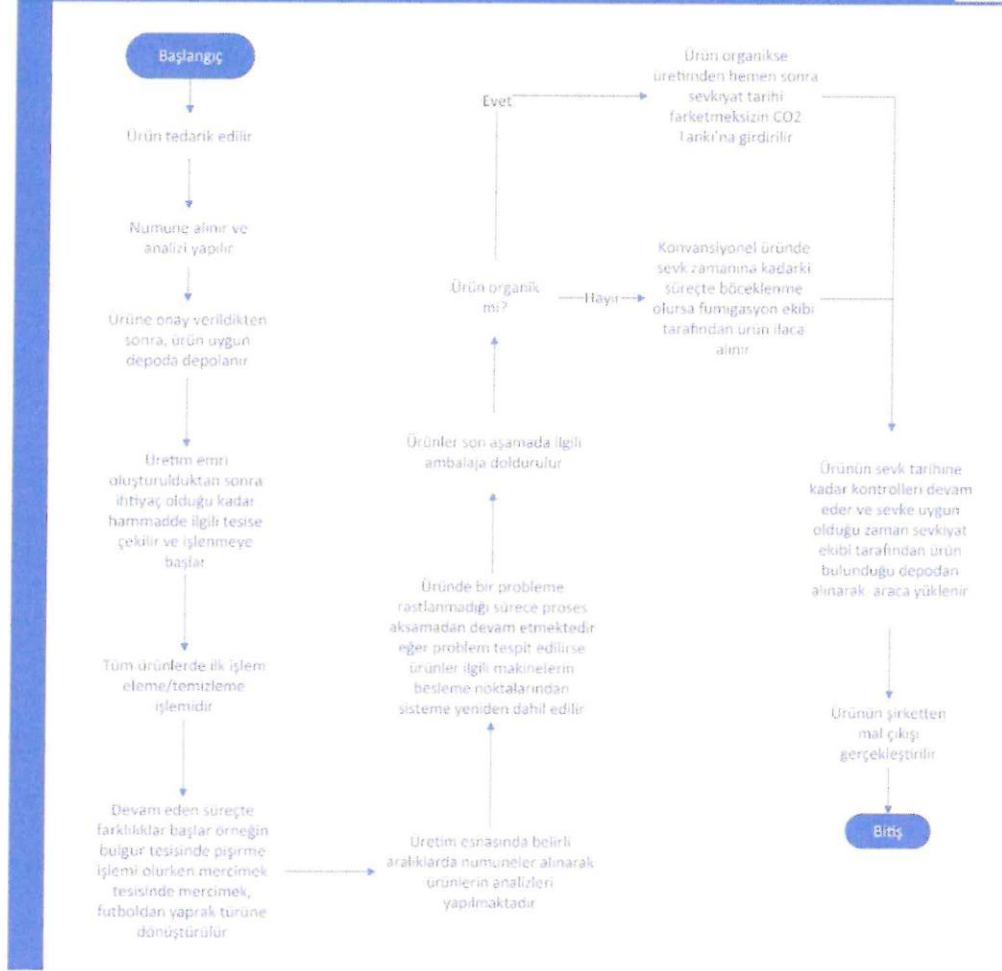 Başlangıç
Ürün tedarik edilir
Numune alınır ve
analizi yapılır
Ürüne onay verildikten
sonra, ürün uygun
depoda depolanır
Üretim emri
oluşturulduktan sonra
ihtiyaç olduğu kadar
hammadde ilgili tesise
çekilir ve işlenmeye
başlar
Tüm ürünlerde ilk işlem
eleme/temizleme
işlemidir
Devam eden süreçte
farklılıklar başlar örneğin
bulgur tesisinde pişirme
işlemi olurken mercimek
tesisinde mercimek,
futboldan yaprak türüne
dönüştürülür
Üretim esnasında belirli
aralıklarda numuneler alınarak
ürünlerin analizleri
yapılmaktadır
Üründe bir probleme
rastlanmadığı sürece proses
aksamadan devam etmektedir
eğer problem tespit edilirse
ürünler ilgili makinelerin
besleme noktalarından
sisteme yeniden dahil edilir
Ürünler son aşamada ilgili
ambalaja doldurulur
Ürün organik
mi?
Evet
Ürün organikse
üretimden hemen sonra
sevkiyat tarihi
farketmeksizin CO2
Tankı'na girdirilir
Hayır
Konvansiyonel üründe
sevk zamanına kadarki
süreçte böceklenme
olursa fumigasyon ekibi
tarafından ürün ilaca
alınır
Ürünün sevk tarihine
kadar kontrolleri devam
eder ve sevke uygun
olduğu zaman sevkiyat
ekibi tarafından ürün
bulunduğu depodan
alınarak araca yüklenir
Ürünün şirketten
mal çıkışı
gerçekleştirilir
Bitiş